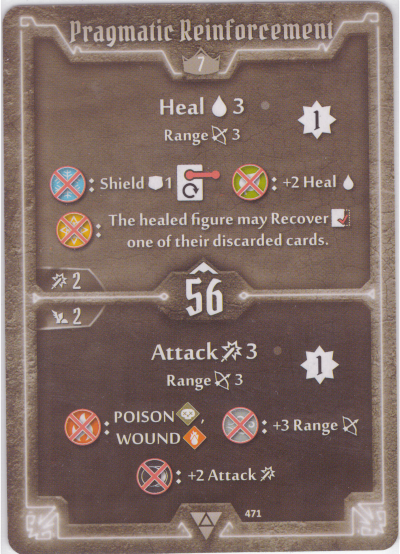 Pragmatic Reinforcement
7
Heal 3
Range 3
1
: Shield 1
: +2 Heal
: The healed figure may Recover
one of their discarded cards.
2
56
2
Attack 3
Range 3
1
: POISON ,
WOUND
: +3 Range
: +2 Attack
471